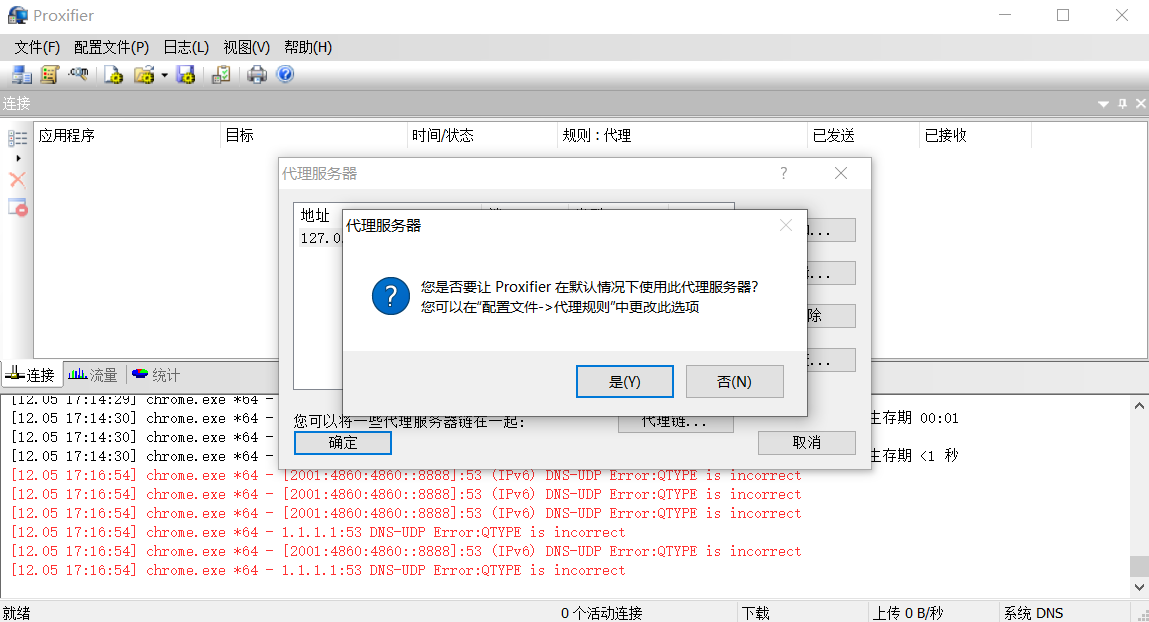 Proxifier
文件(F) 配置文件(P) 日志(L) 视图(V) 帮助(H)
连接
应用程序 目标 时间/状态 规则 : 代理 已发送 已接收
代理服务器 ?
地址
127.0.
代理服务器
您是否要让 Proxifier 在默认情况下使用此代理服务器?
您可以在“配置文件->代理规则”中更改此选项
是(Y) 否(N)
...
...
除
...
您可以将一些代理服务器链在一起: 代理链...
确定 取消
连接 流量 统计
[12.05 17:14:29] chrome.exe *64 -
[12.05 17:14:30] chrome.exe *64 - 生存期 00:01
[12.05 17:14:30] chrome.exe *64 -
[12.05 17:14:30] chrome.exe *64 - 生存期 <1 秒
[12.05 17:16:54] chrome.exe *64 - [2001:4860:4860::8888]:53 (IPv6) DNS-UDP Error:QTYPE is incorrect
[12.05 17:16:54] chrome.exe *64 - [2001:4860:4860::8888]:53 (IPv6) DNS-UDP Error:QTYPE is incorrect
[12.05 17:16:54] chrome.exe *64 - [2001:4860:4860::8888]:53 (IPv6) DNS-UDP Error:QTYPE is incorrect
[12.05 17:16:54] chrome.exe *64 - 1.1.1.1:53 DNS-UDP Error:QTYPE is incorrect
[12.05 17:16:54] chrome.exe *64 - [2001:4860:4860::8888]:53 (IPv6) DNS-UDP Error:QTYPE is incorrect
[12.05 17:16:54] chrome.exe *64 - 1.1.1.1:53 DNS-UDP Error:QTYPE is incorrect
就绪 0 个活动连接 下载 上传 0 B/秒 系统 DNS